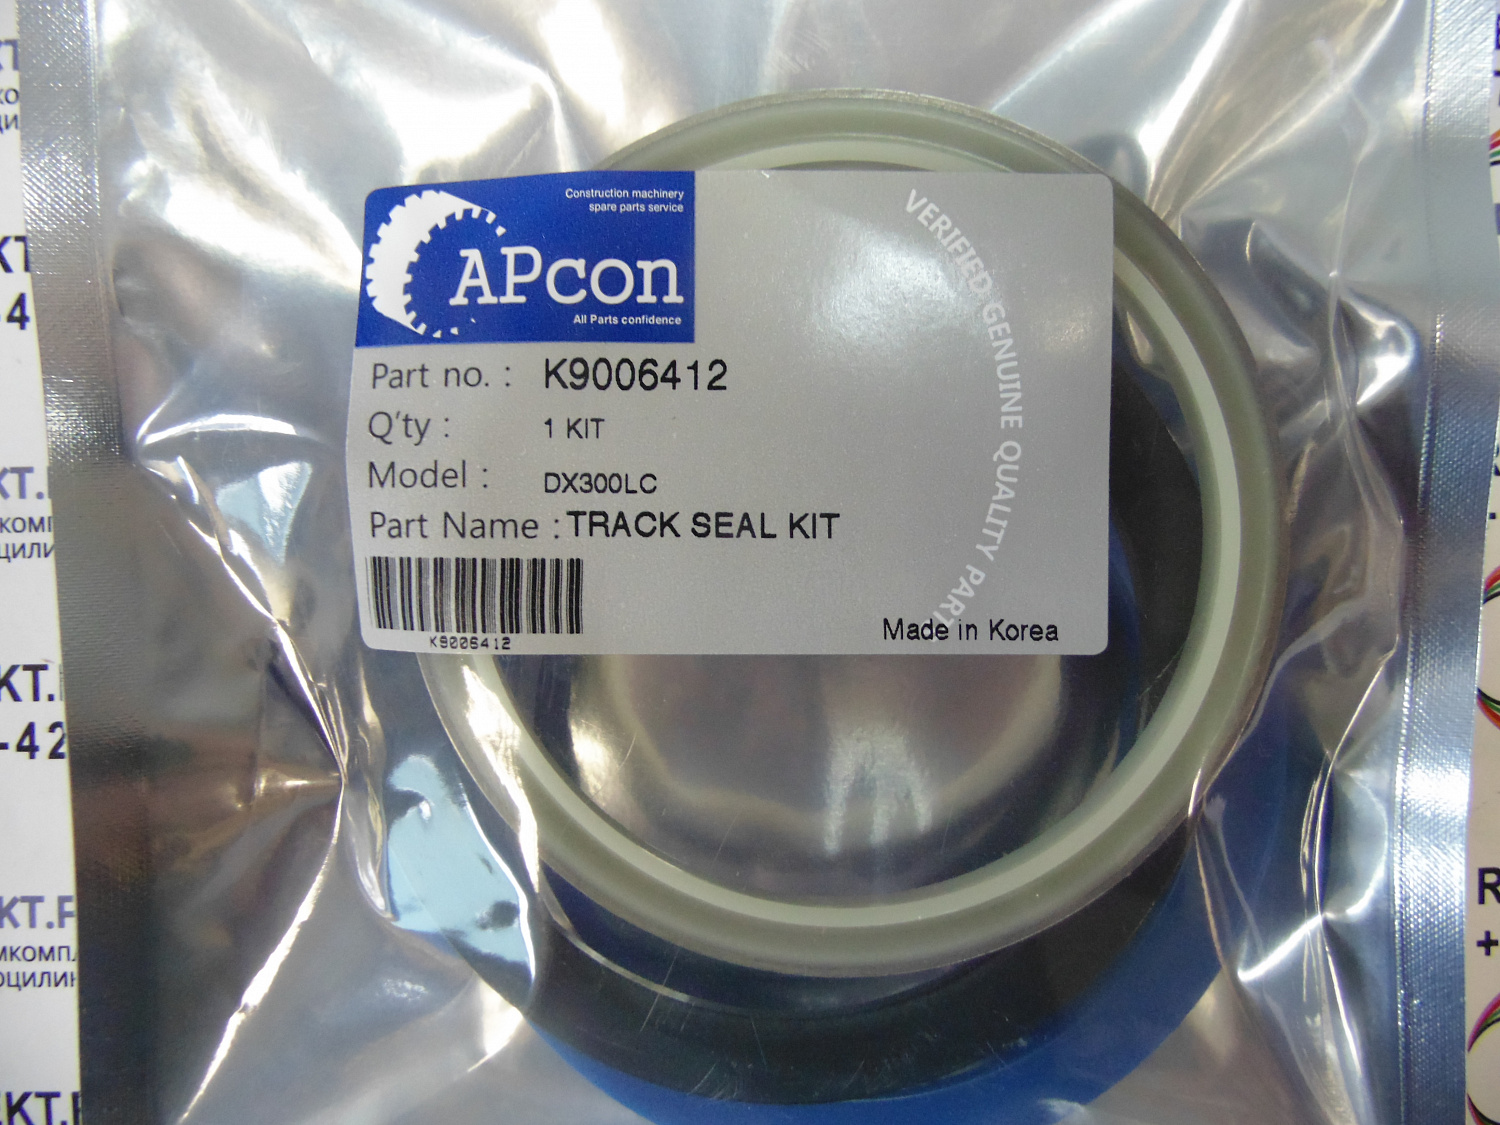 Construction machinery
spare parts service
APcon
All Parts confidence
VERIFIED GENUINE QUALITY PART
Part no. : K9006412
Q'ty : 1 KIT
Model : DX300LC
Part Name : TRACK SEAL KIT
K9006412
Made in Korea